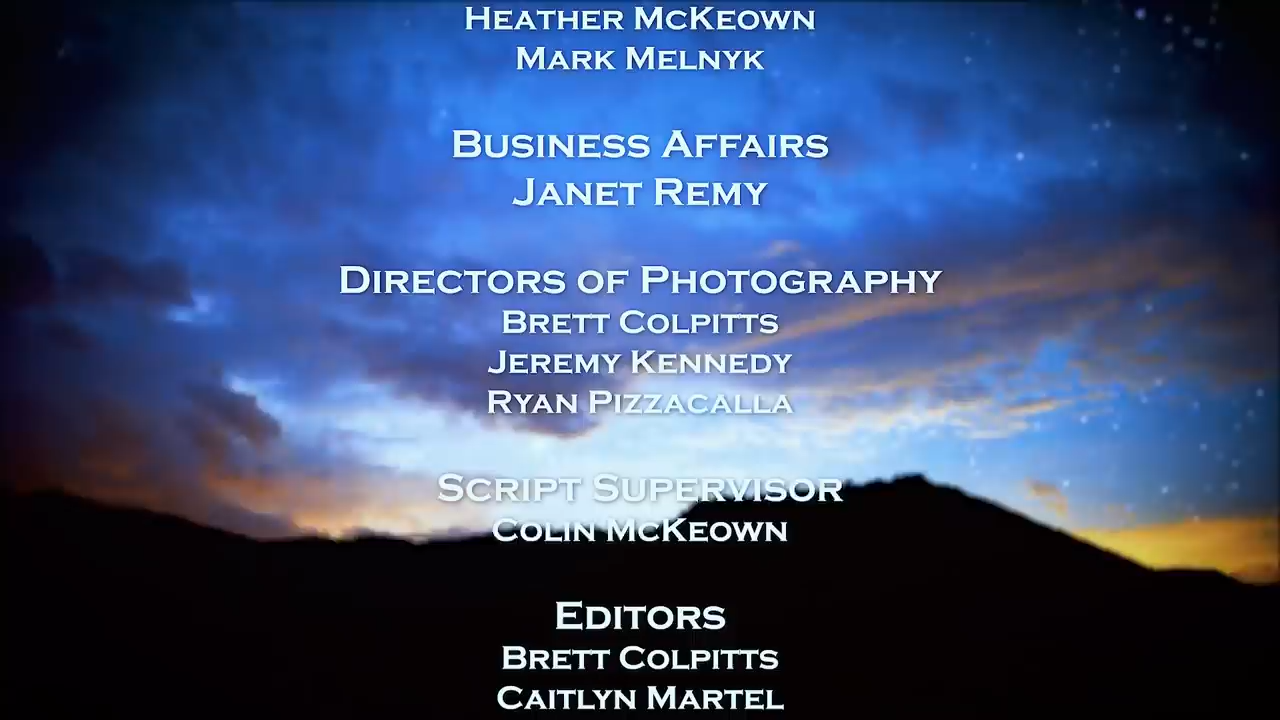 Heather McKeown
Mark Melnyk
Business Affairs
Janet Remy
Directors of Photography
Brett Colpitts
Jeremy Kennedy
Ryan Pizzacalla
Script Supervisor
Colin McKeown
Editors
Brett Colpitts
Caitlyn Martel